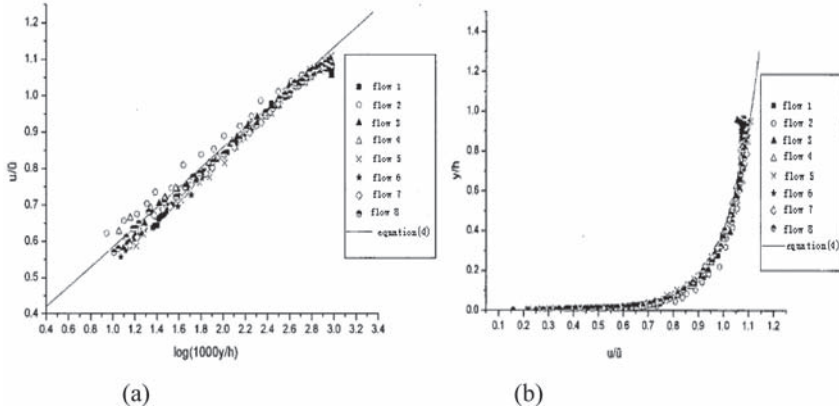 1.2
1.1
1.0
0.9
0.8
0.7
0.6
0.5
0.4
u/ū
0.4 0.6 0.8 1.0 1.2 1.4 1.6 1.8 2.0 2.2 2.4 2.6 2.8 3.0 3.2 3.4
log(1000y/h)
flow 1
flow 2
flow 3
flow 4
flow 5
flow 6
flow 7
flow 8
equation(4)
(a)
1.4
1.2
1.0
0.8
0.6
0.4
0.2
0.0
y/h
0.1 0.2 0.3 0.4 0.5 0.6 0.7 0.8 0.9 1.0 1.1 1.2
u/ū
flow 1
flow 2
flow 3
flow 4
flow 5
flow 6
flow 7
flow 8
equation(4)
(b)